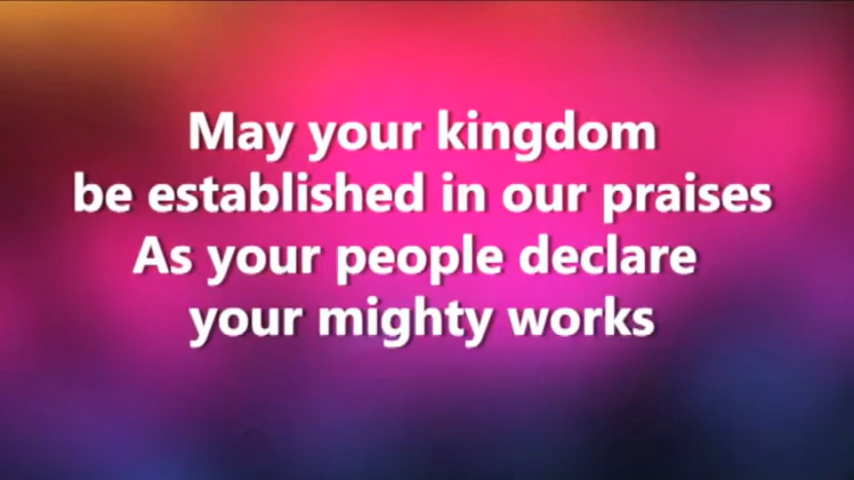 May your kingdom
be established in our praises
As your people declare
your mighty works